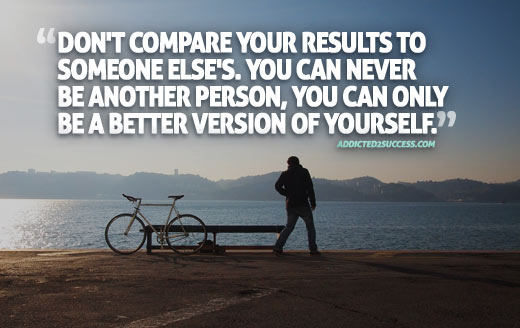 “DON'T COMPARE YOUR RESULTS TO
SOMEONE ELSE'S. YOU CAN NEVER
BE ANOTHER PERSON, YOU CAN ONLY
BE A BETTER VERSION OF YOURSELF.”
ADDICTED2SUCCESS.COM